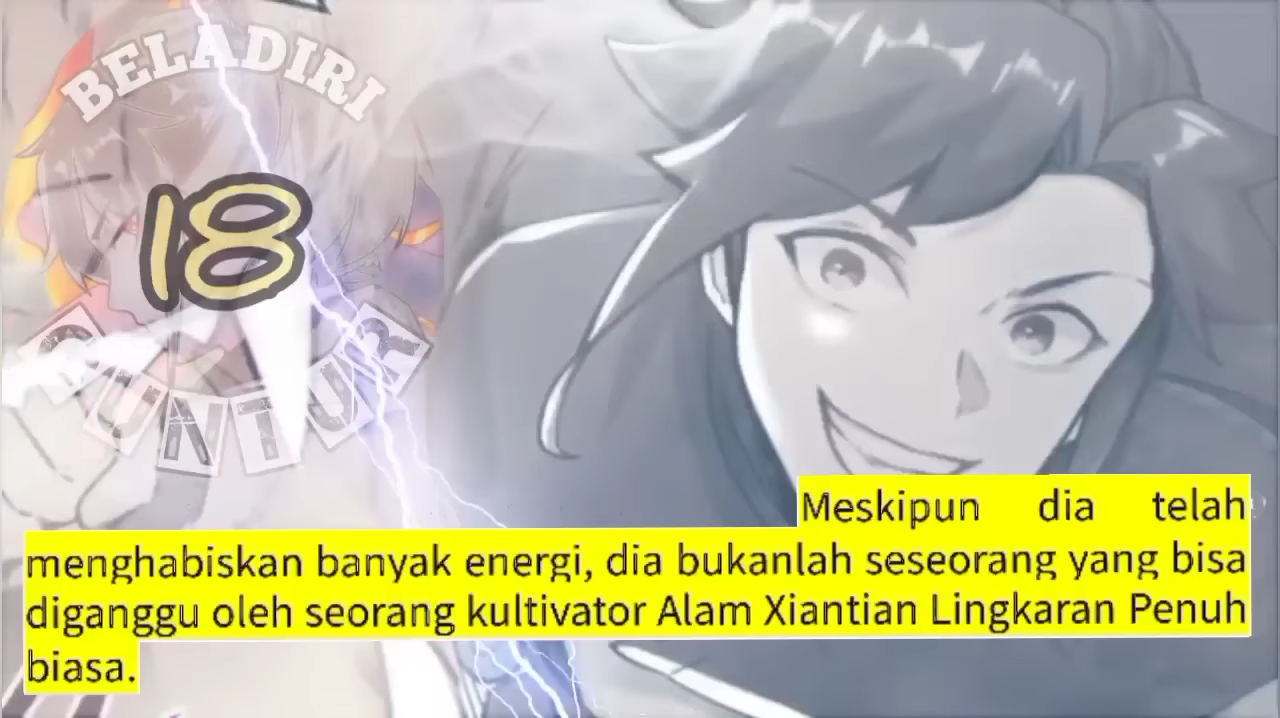 BELADIRI
18
GUNTUR
Meskipun dia telah
menghabiskan banyak energi, dia bukanlah seseorang yang bisa
diganggu oleh seorang kultivator Alam Xiantian Lingkaran Penuh
biasa.